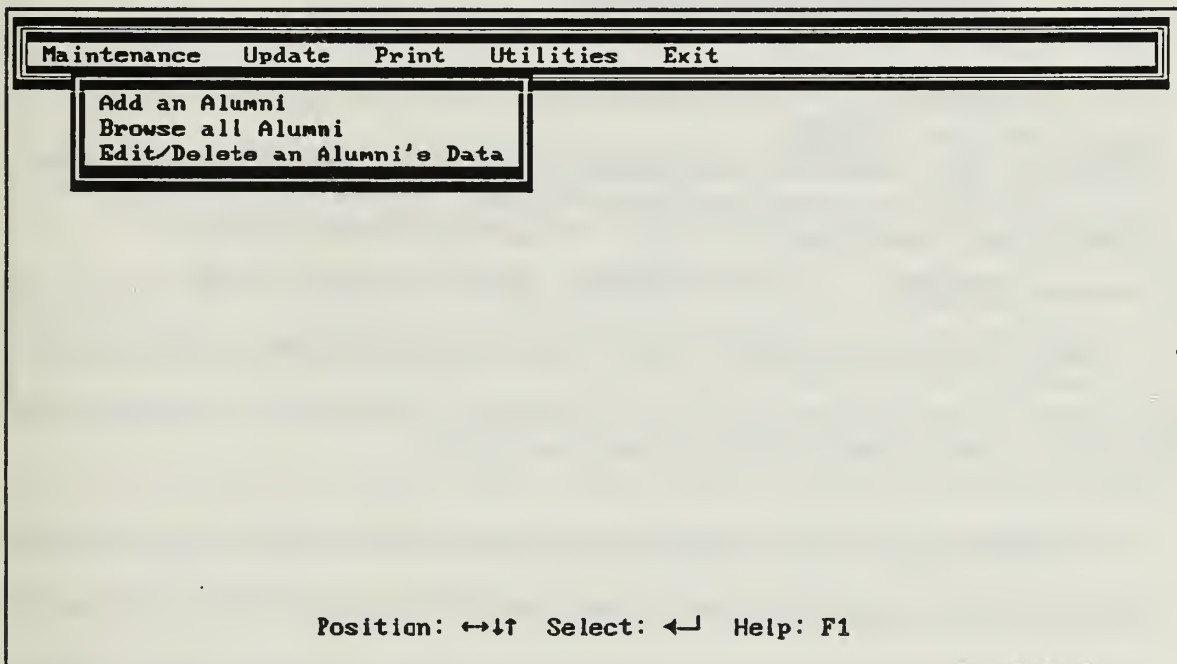 Maintenance Update Print Utilities Exit
Add an Alumni
Browse all Alumni
Edit/Delete an Alumni's Data
Position: ↔↓↑ Select: ←┘ Help: F1